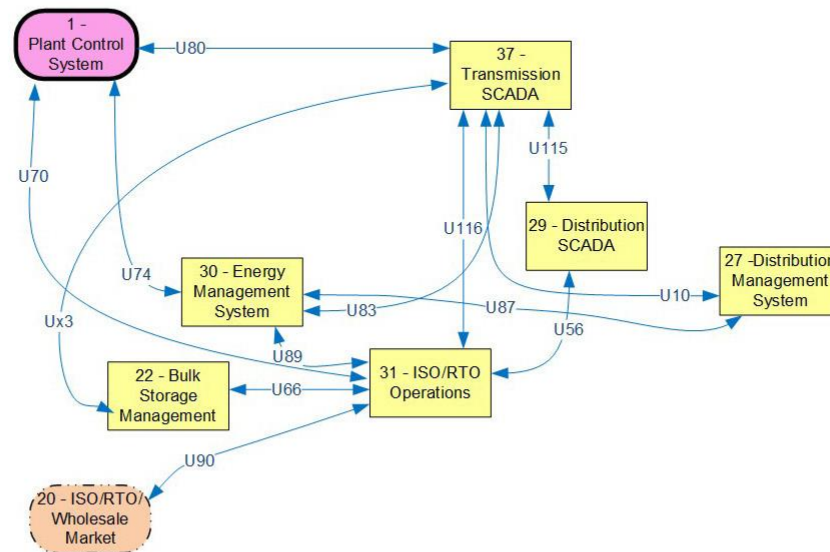 1 -
Plant Control
System
U80
37 -
Transmission
SCADA
U70
U115
U116
29 - Distribution
SCADA
27 -Distribution
Management
System
U74
30 - Energy
Management
System
U83
U87
U10
Ux3
U56
U89
22 - Bulk
Storage
Management
U66
31 - ISO/RTO
Operations
U90
20 - ISO/RTO/
Wholesale
Market